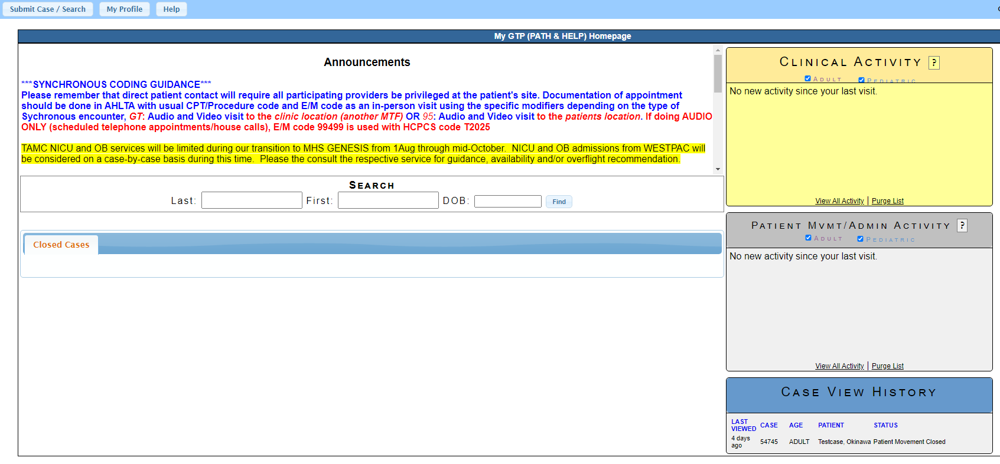 Submit Case / Search
My Profile
Help
My GTP (PATH & HELP) Homepage
Announcements
***SYNCHRONOUS CODING GUIDANCE***
Please remember that direct patient contact will require all participating providers be privileged at the patient's site. Documentation of appointment
should be done in AHLTA with usual CPT/Procedure code and E/M code as an in-person visit using the specific modifiers depending on the type of
Sychronous encounter, GT: Audio and Video visit to the clinic location (another MTF) OR 95: Audio and Video visit to the patients location. If doing AUDIO
ONLY (scheduled telephone appointments/house calls), E/M code 99499 is used with HCPCS code T2025
TAMC NICU and OB services will be limited during our transition to MHS GENESIS from 1Aug through mid-October.  NICU and OB admissions from WESTPAC will
be considered on a case-by-case basis during this time.  Please the consult the respective service for guidance, availability and/or overflight recommendation.
SEARCH
Last: First: DOB: Find
Closed Cases
CLINICAL ACTIVITY ?
ADULT PEDIATRIC
No new activity since your last visit.
View All Activity | Purge List
PATIENT MVMT/ADMIN ACTIVITY ?
ADULT PEDIATRIC
No new activity since your last visit.
View All Activity | Purge List
CASE VIEW HISTORY
LAST VIEWED CASE AGE PATIENT STATUS
4 days ago 54745 ADULT Testcase, Okinawa Patient Movement Closed